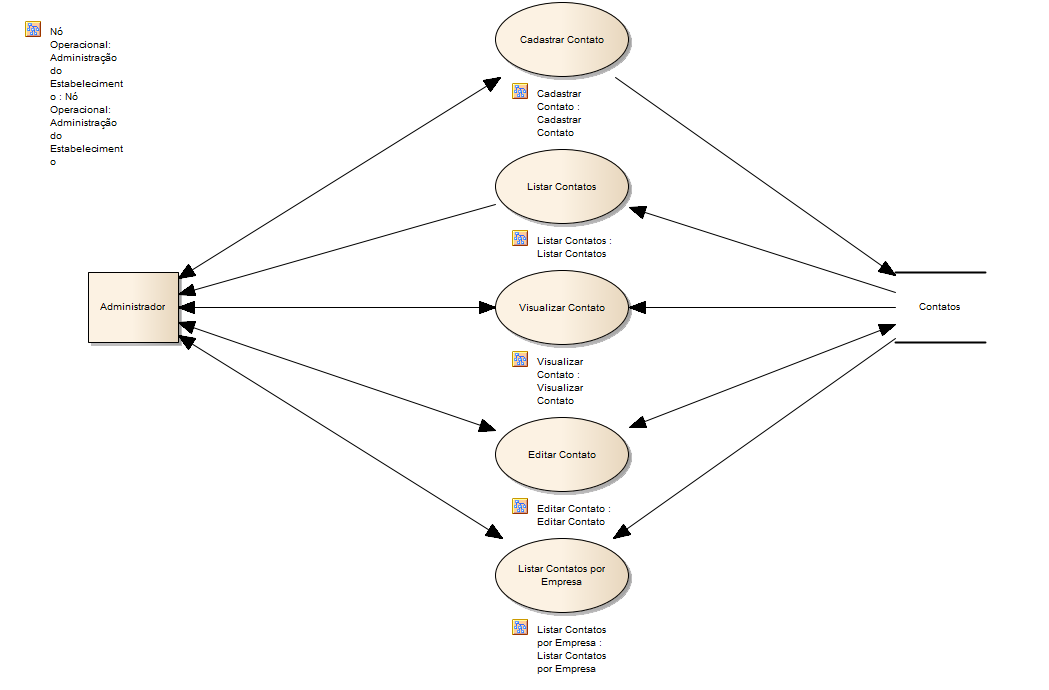 Nó
Operacional:
Administração
do
Estabeleciment
o : Nó
Operacional:
Administração
do
Estabeleciment
o
Cadastrar Contato
Cadastrar
Contato :
Cadastrar
Contato
Listar Contatos
Listar Contatos :
Listar Contatos
Administrador
Visualizar Contato
Contatos
Visualizar
Contato :
Visualizar
Contato
Editar Contato
Editar Contato :
Editar Contato
Listar Contatos por
Empresa
Listar Contatos
por Empresa :
Listar Contatos
por Empresa